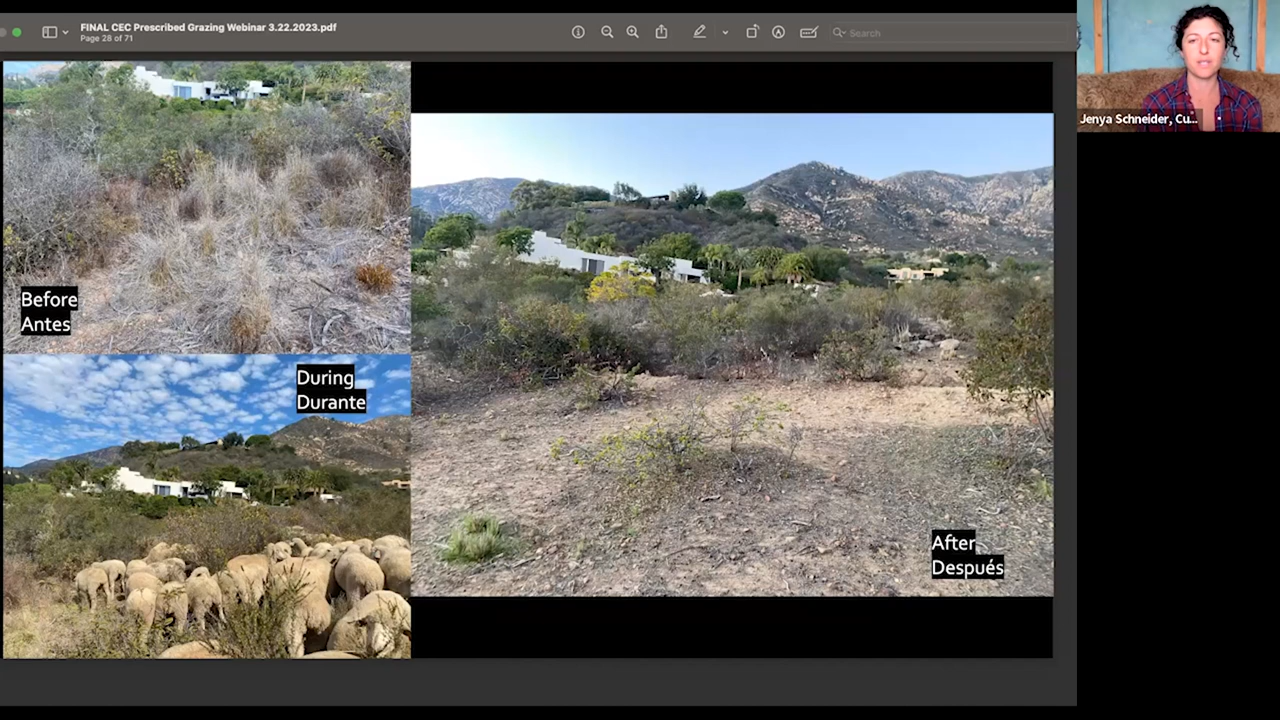 FINAL CEC Prescribed Grazing Webinar 3.22.2023.pdf
Page 28 of 71
Search
Jenya Schneider, Cu...
Before
Antes
During
Durante
After
Después